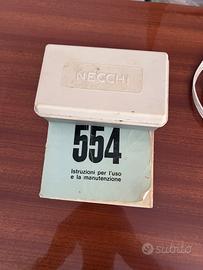 NECCHI
554
Istruzioni per l'uso
e la manutenzione
subito